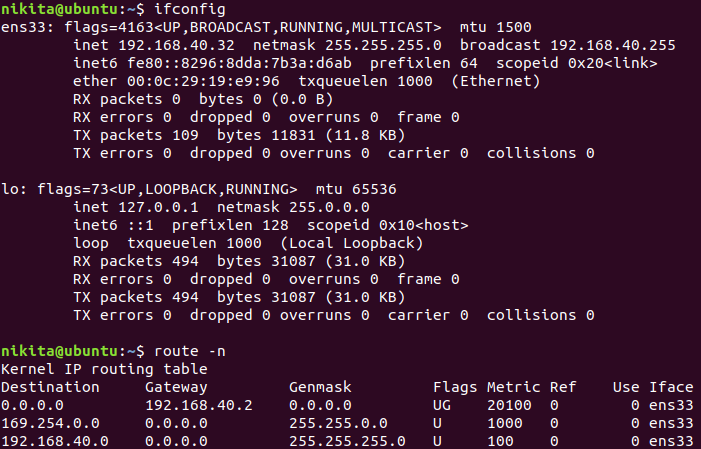 nikita@ubuntu:~$ ifconfig
ens33: flags=4163<UP,BROADCAST,RUNNING,MULTICAST>  mtu 1500
        inet 192.168.40.32  netmask 255.255.255.0  broadcast 192.168.40.255
        inet6 fe80::8296:8dda:7b3a:d6ab  prefixlen 64  scopeid 0x20<link>
        ether 00:0c:29:19:e9:96  txqueuelen 1000  (Ethernet)
        RX packets 0  bytes 0 (0.0 B)
        RX errors 0  dropped 0  overruns 0  frame 0
        TX packets 109  bytes 11831 (11.8 KB)
        TX errors 0  dropped 0 overruns 0  carrier 0  collisions 0

lo: flags=73<UP,LOOPBACK,RUNNING>  mtu 65536
        inet 127.0.0.1  netmask 255.0.0.0
        inet6 ::1  prefixlen 128  scopeid 0x10<host>
        loop  txqueuelen 1000  (Local Loopback)
        RX packets 494  bytes 31087 (31.0 KB)
        RX errors 0  dropped 0  overruns 0  frame 0
        TX packets 494  bytes 31087 (31.0 KB)
        TX errors 0  dropped 0 overruns 0  carrier 0  collisions 0

nikita@ubuntu:~$ route -n
Kernel IP routing table
Destination     Gateway         Genmask         Flags Metric Ref    Use Iface
0.0.0.0         192.168.40.2    0.0.0.0         UG    20100  0        0 ens33
169.254.0.0     0.0.0.0         255.255.0.0     U     1000   0        0 ens33
192.168.40.0    0.0.0.0         255.255.255.0   U     100    0        0 ens33